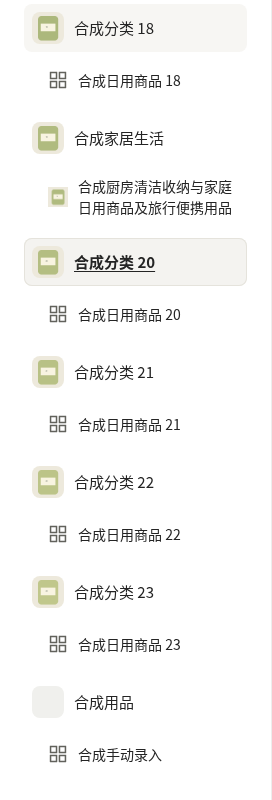 合成分类 18
合成日用商品 18
合成家居生活
合成厨房清洁收纳与家庭
日用商品及旅行便携用品
合成分类 20
合成日用商品 20
合成分类 21
合成日用商品 21
合成分类 22
合成日用商品 22
合成分类 23
合成日用商品 23
合成用品
合成手动录入